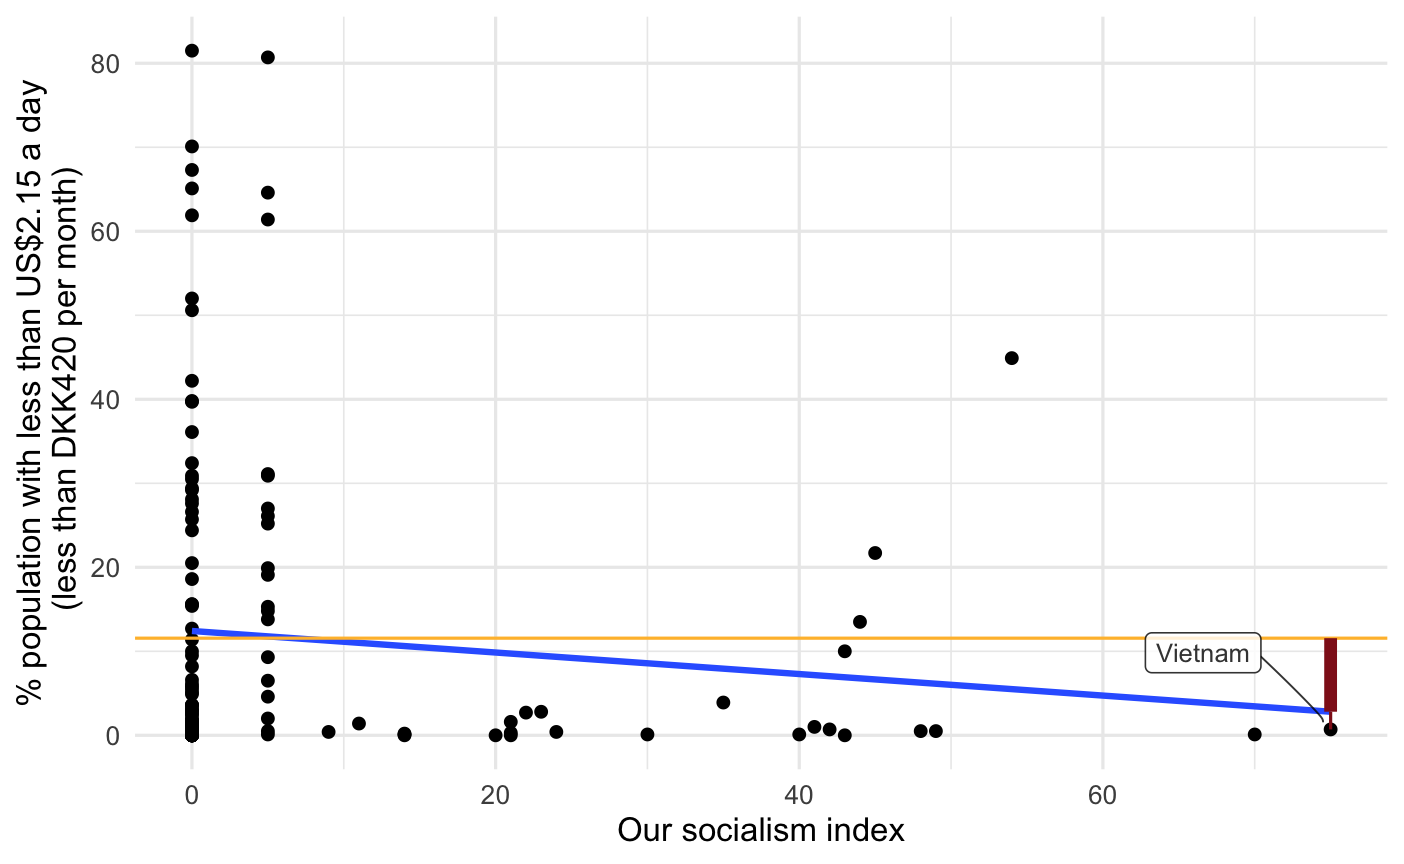 % population with less than US$2.15 a day
(less than DKK420 per month)
80
60
40
20
0
Vietnam
0
20
40
60
Our socialism index